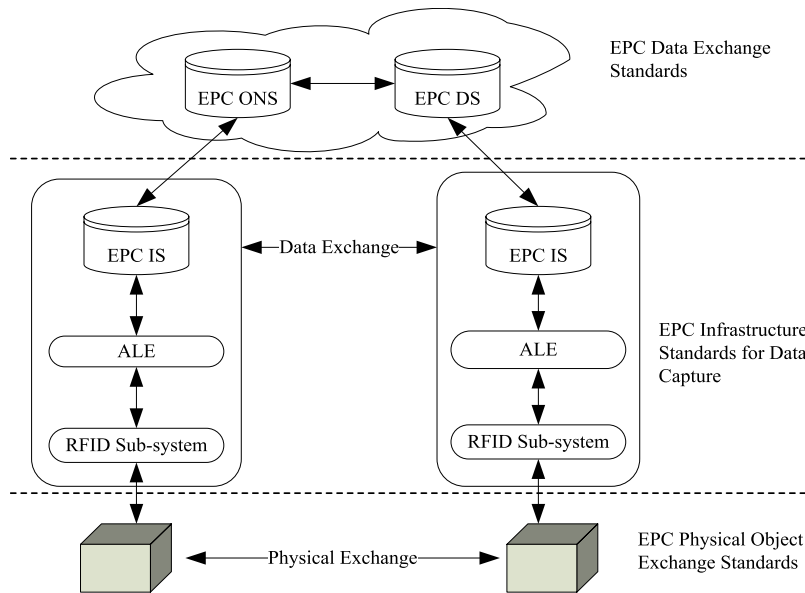 EPC Data Exchange
Standards
EPC ONS
EPC DS
EPC IS
Data Exchange
EPC IS
ALE
ALE
EPC Infrastructure
Standards for Data
Capture
RFID Sub-system
RFID Sub-system
Physical Exchange
EPC Physical Object
Exchange Standards